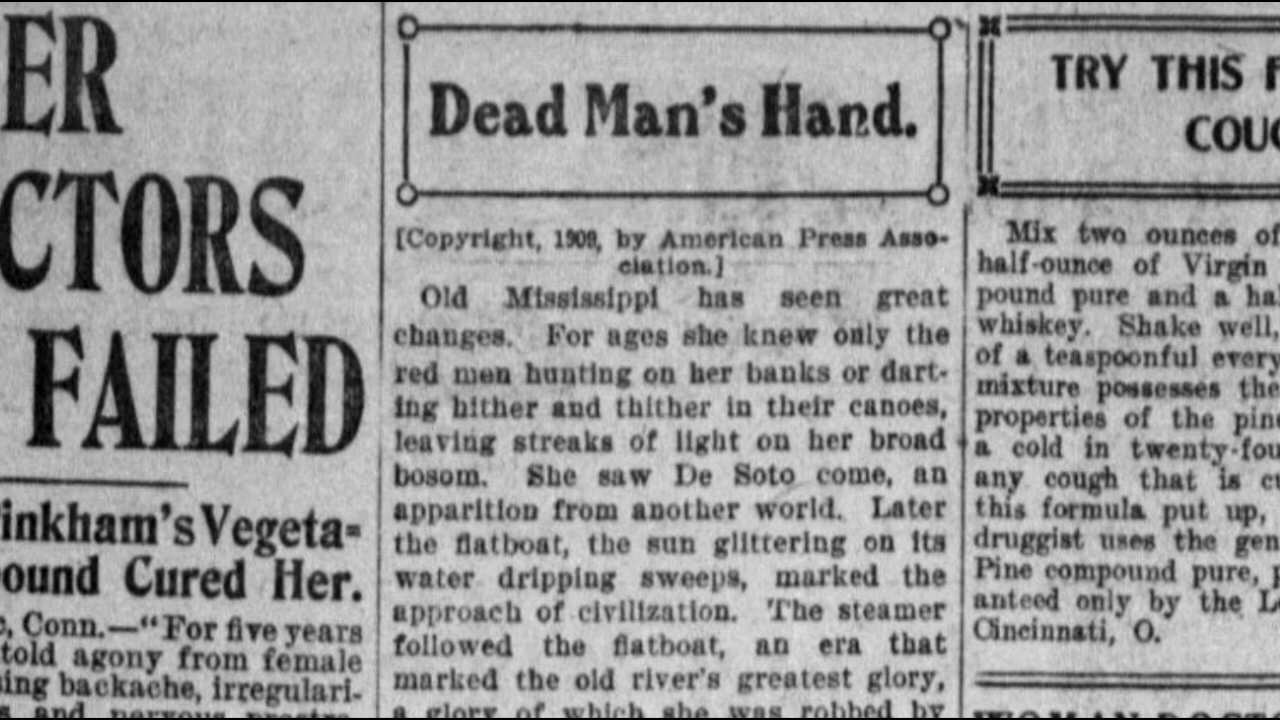 ER
CTORS
FAILED
inkham's Vegeta-
ound Cured Her.
c, Conn.—"For five years
told agony from female
ing backache, irregulari-
s and nervous prostra-
Dead Man's Hand.
[Copyright, 1909, by American Press Asso-
ciation.]
Old Mississippi has seen great
changes. For ages she knew only the
red men hunting on her banks or dart-
ing hither and thither in their canoes,
leaving streaks of light on her broad
bosom. She saw De Soto come, an
apparition from another world. Later
the flatboat, the sun glittering on its
water dripping sweeps, marked the
approach of civilization. The steamer
followed the flatboat, an era that
marked the old river's greatest glory,
a glory of which she was robbed by
TRY THIS F
COUG
Mix two ounces of
half-ounce of Virgin
pound pure and a ha
whiskey. Shake well,
of a teaspoonful every
mixture possesses the
properties of the pine
a cold in twenty-fou
any cough that is cu
this formula put up,
druggist uses the gen
Pine compound pure, p
anteed only by the Le
Cincinnati, O.